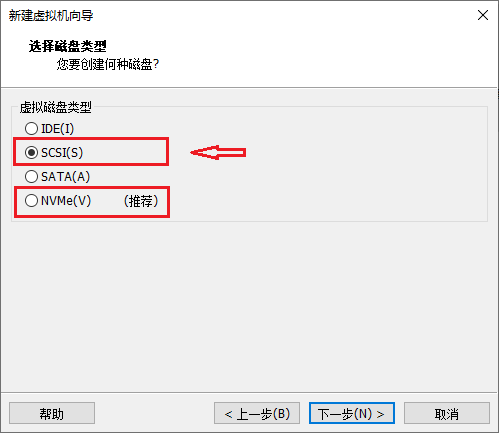 新建虚拟机向导
选择磁盘类型
您要创建何种磁盘?
虚拟磁盘类型
IDE(I)
SCSI(S)
SATA(A)
NVMe(V) (推荐)
帮助 < 上一步(B) 下一步(N) > 取消